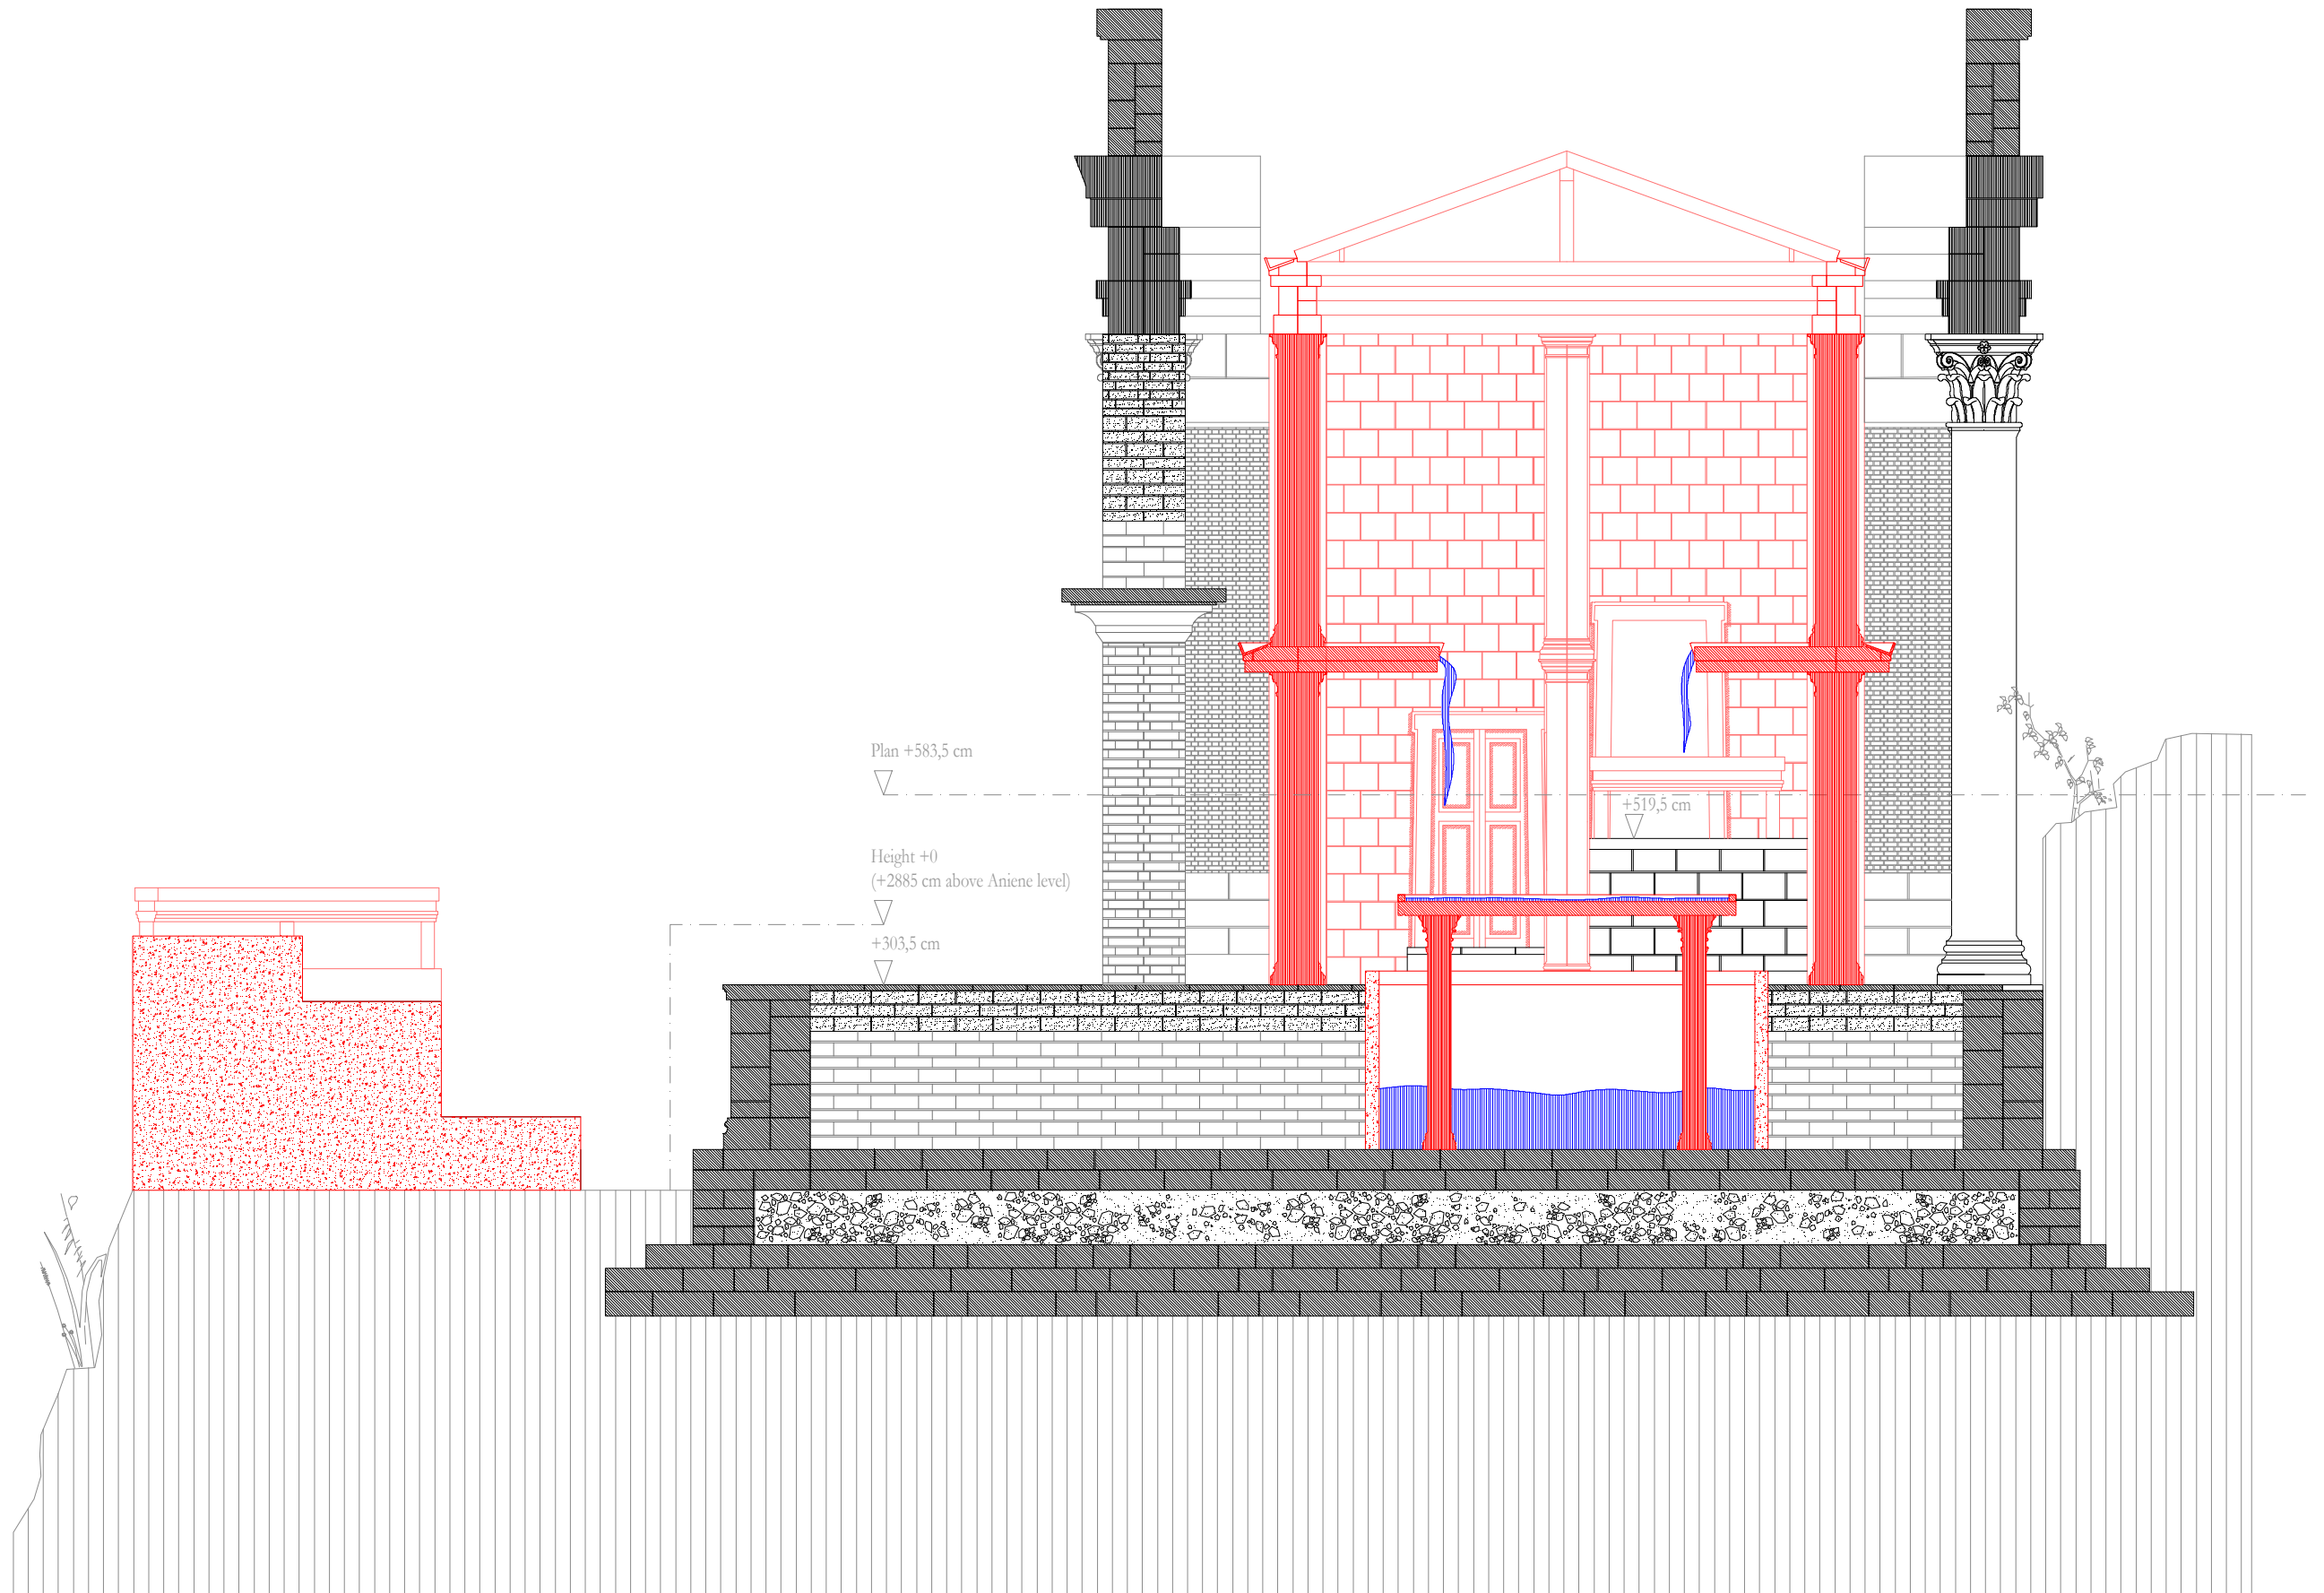 Plan +583,5 cm
+519,5 cm
Height +0
(+2885 cm above Aniene level)
+303,5 cm